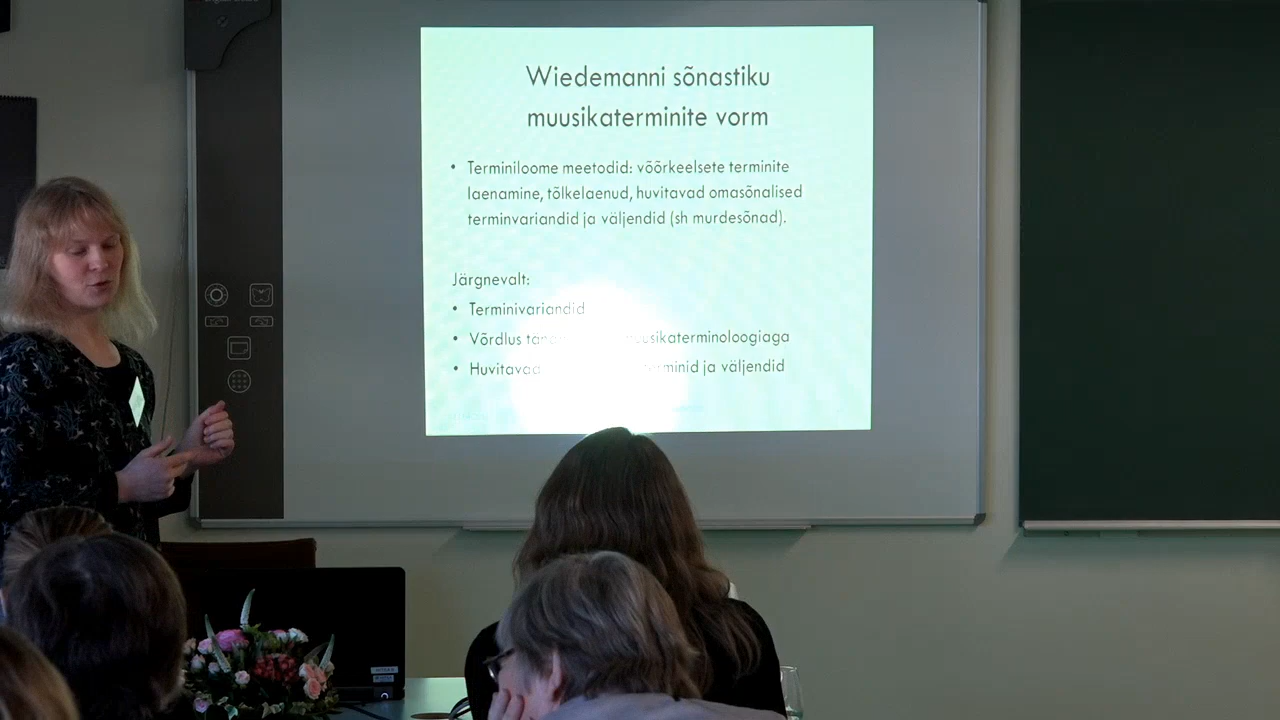 Wiedemanni sõnastiku
muusikaterminite vorm
• Terminiloome meetodid: võõrkeelsete terminite
laenamine, tõlkelaenud, huvitavad omasõnalised
terminvariandid ja väljendid (sh murdesõnad).
Järgnevalt:
• Terminivariandid
• Võrdlus muusikaterminoloogiaga
• Huvitavad terminid ja väljendid